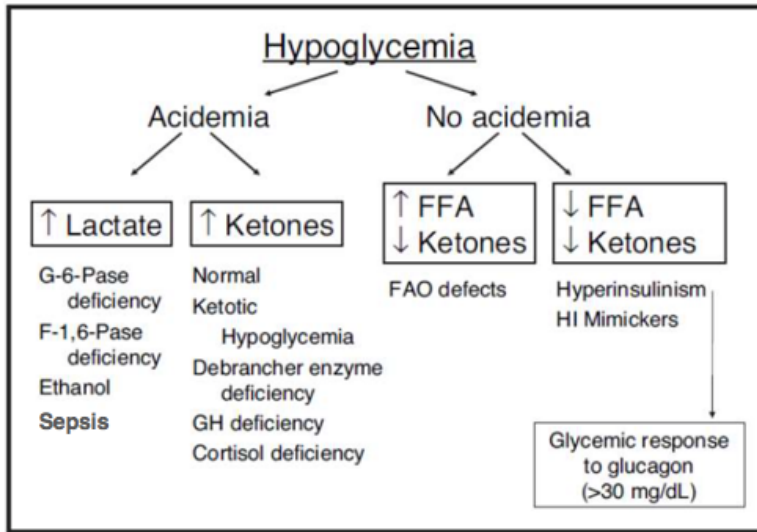 Hypoglycemia
Acidemia
No acidemia
↑ Lactate
G-6-Pase
deficiency
F-1,6-Pase
deficiency
Ethanol
Sepsis
↑ Ketones
Normal
Ketotic
Hypoglycemia
Debrancher enzyme
deficiency
GH deficiency
Cortisol deficiency
↑ FFA
↓ Ketones
FAO defects
↓ FFA
↓ Ketones
Hyperinsulinism
HI Mimickers
Glycemic response
to glucagon
(>30 mg/dL)